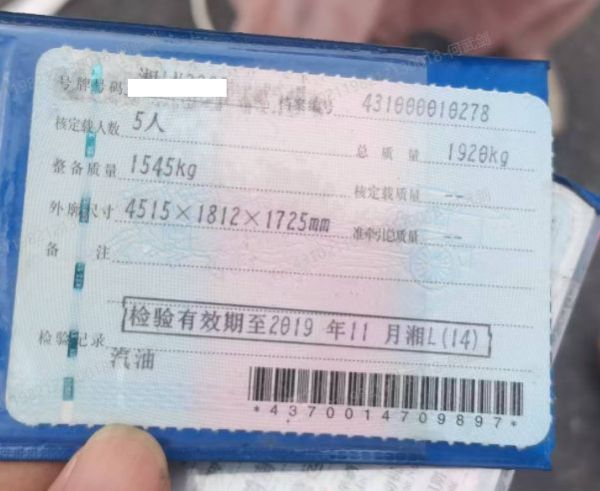 号牌号码 湘L
档案编号 431000010278
核定载人数 5人 总质量 1920kg
整备质量 1545kg 核定载质量 --
外廓尺寸 4515×1812×1725mm 准牵引总质量 --
备注
检验有效期至2019年11月湘L(14)
检验记录
汽油
*4370014709897*